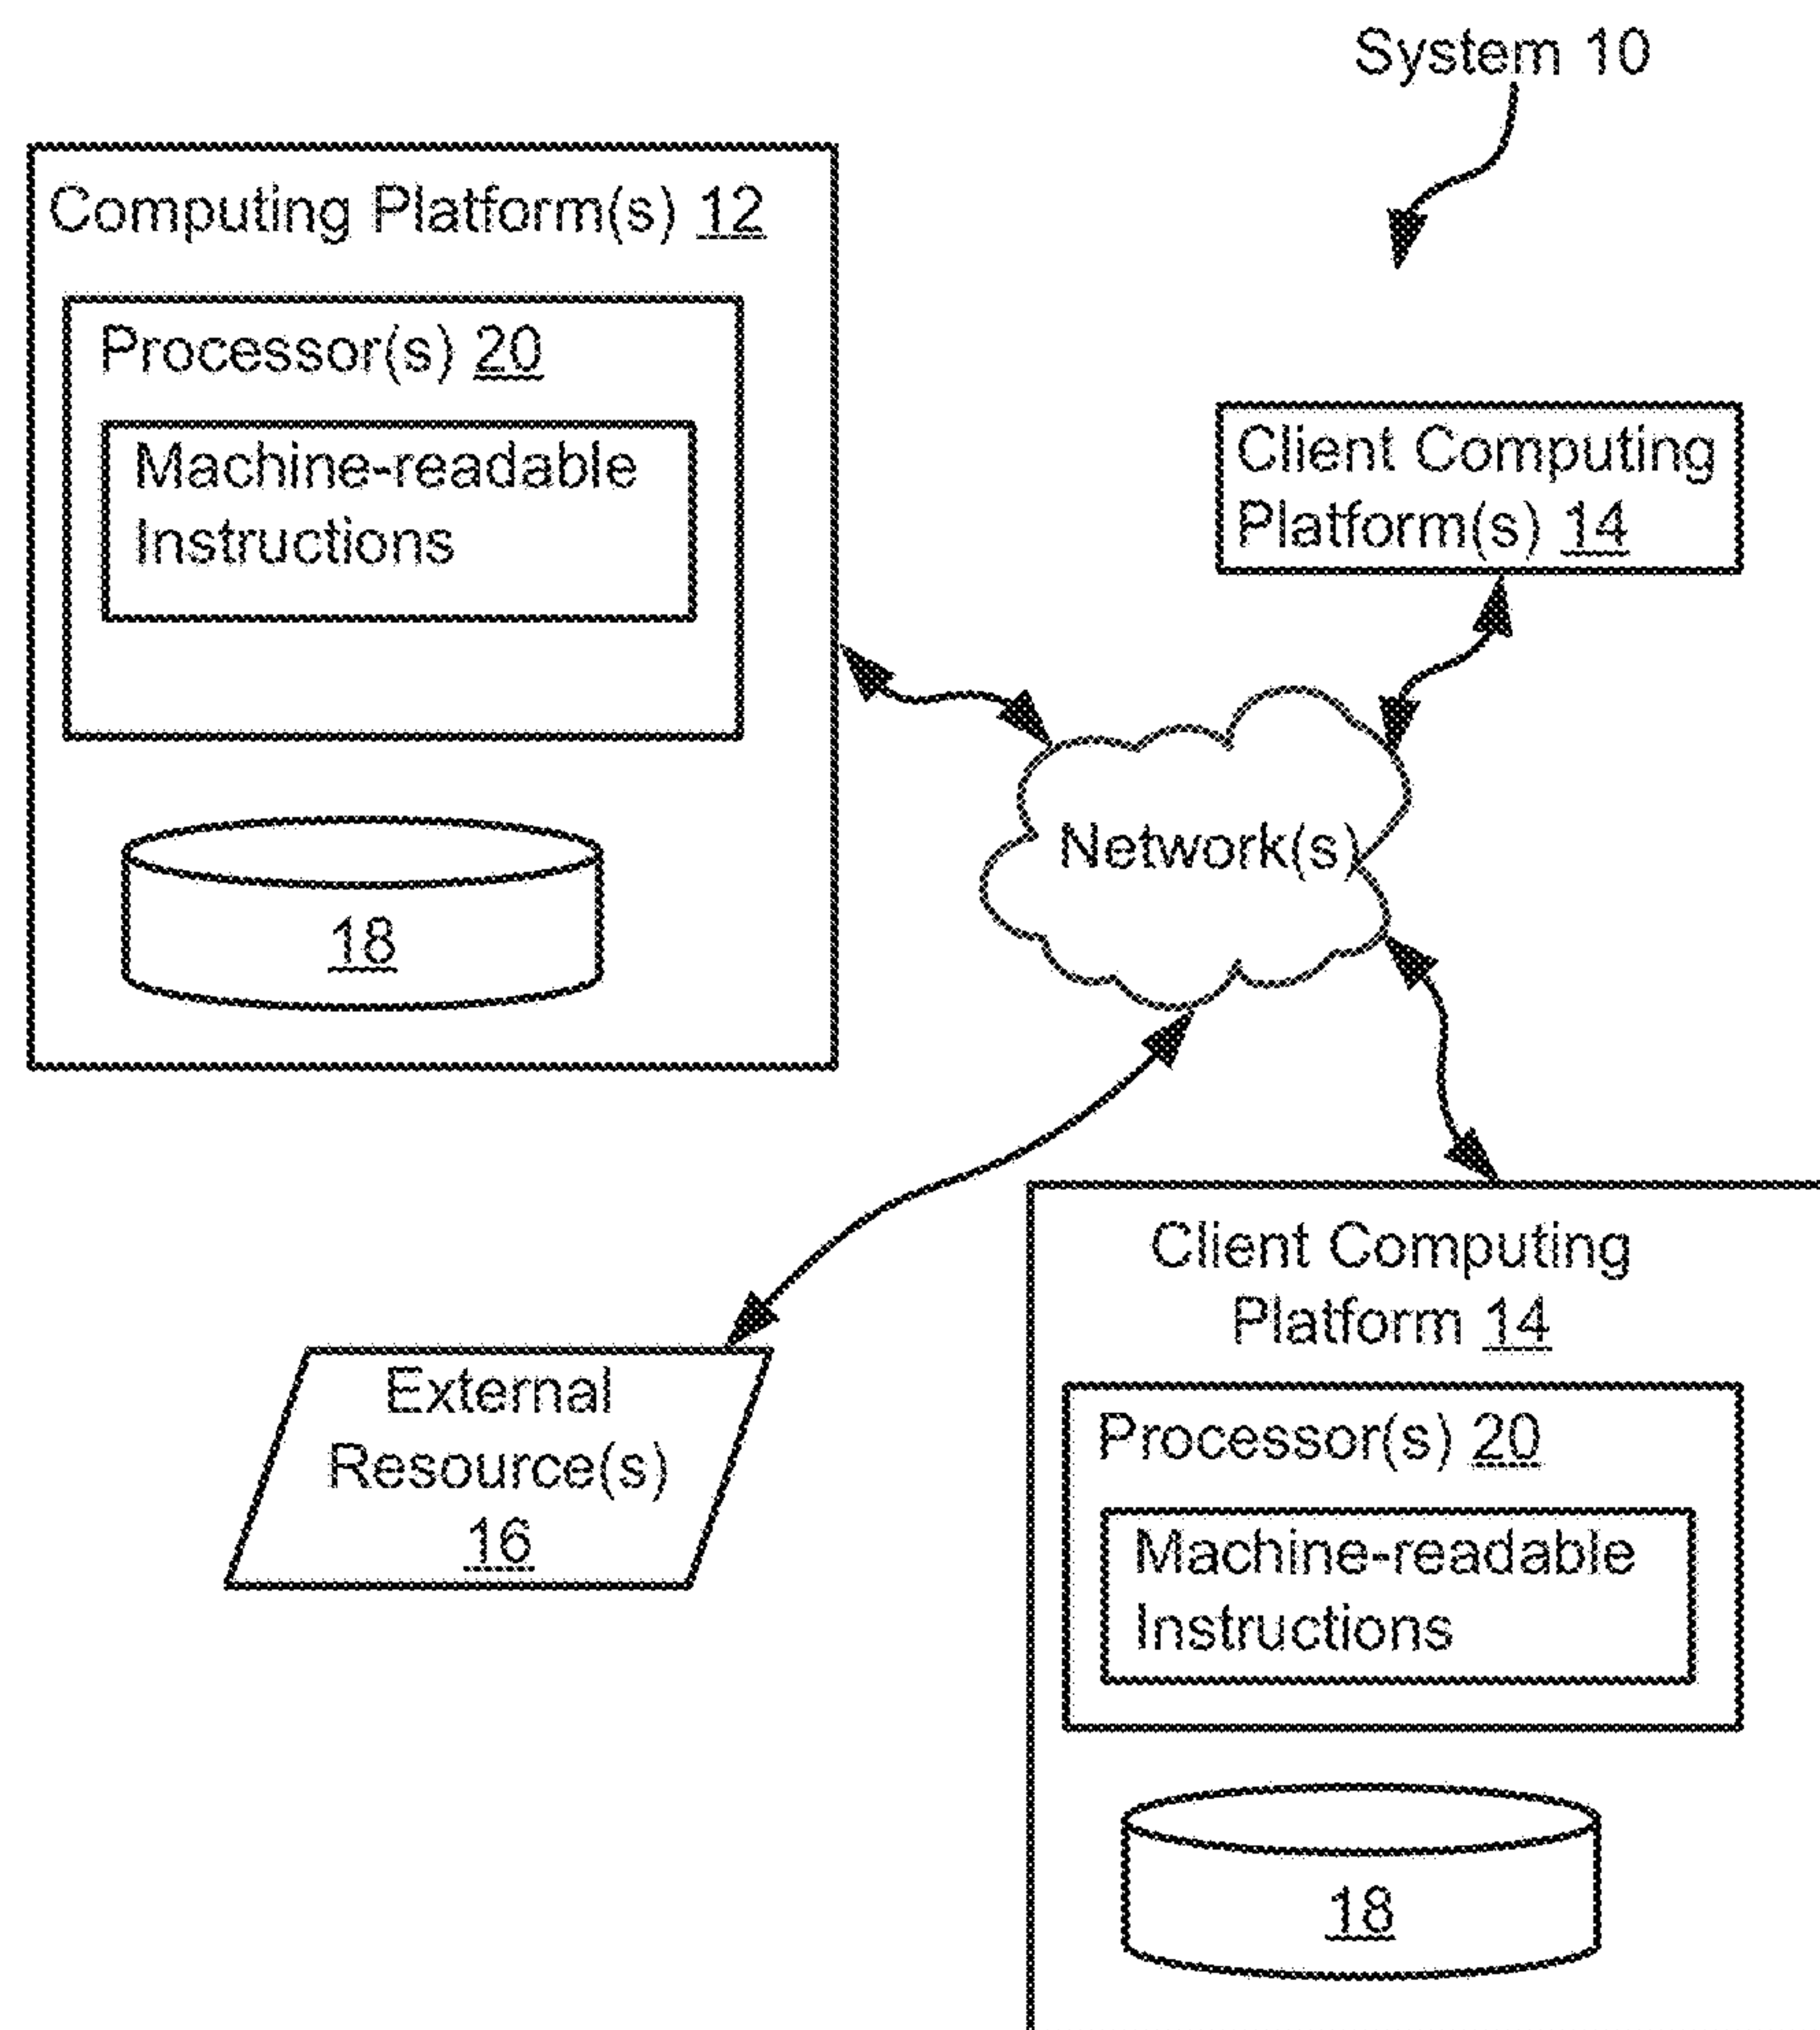 System 10
Computing Platform(s) 12
Processor(s) 20
Machine-readable
Instructions
18
Client Computing
Platform(s) 14
Network(s)
External
Resource(s)
16
Client Computing
Platform 14
Processor(s) 20
Machine-readable
Instructions
18